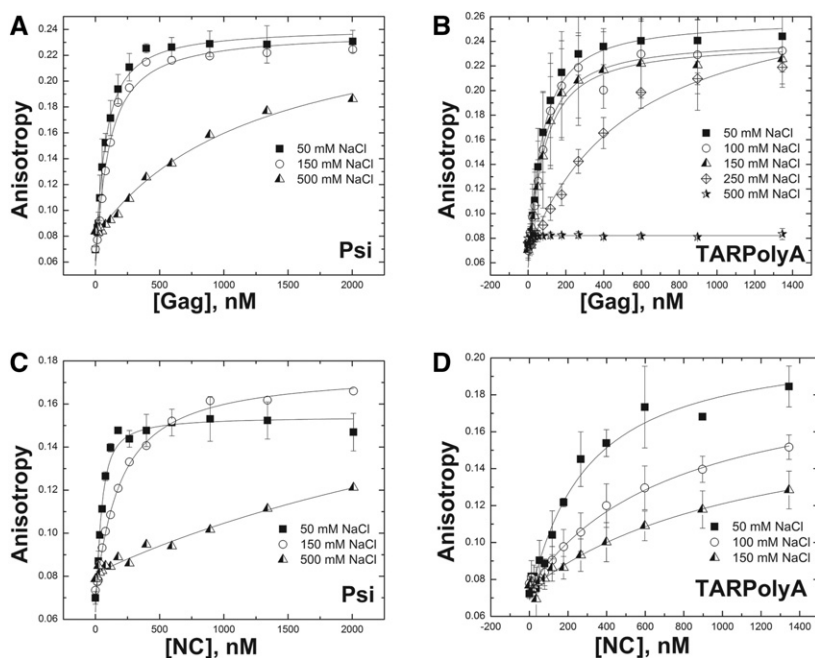 A
0.24
0.22
0.20
0.18
0.16
0.14
0.12
0.10
0.08
0.06
Anisotropy
50 mM NaCl
150 mM NaCl
500 mM NaCl
Psi
0 500 1000 1500 2000
[Gag], nM
B
0.26
0.24
0.22
0.20
0.18
0.16
0.14
0.12
0.10
0.08
0.06
Anisotropy
50 mM NaCl
100 mM NaCl
150 mM NaCl
250 mM NaCl
500 mM NaCl
TARPolyA
-200 0 200 400 600 800 1000 1200 1400
[Gag], nM
C
0.18
0.16
0.14
0.12
0.10
0.08
0.06
Anisotropy
50 mM NaCl
150 mM NaCl
500 mM NaCl
Psi
0 500 1000 1500 2000
[NC], nM
D
0.20
0.18
0.16
0.14
0.12
0.10
0.08
0.06
Anisotropy
50 mM NaCl
100 mM NaCl
150 mM NaCl
TARPolyA
-200 0 200 400 600 800 1000 1200 1400
[NC], nM